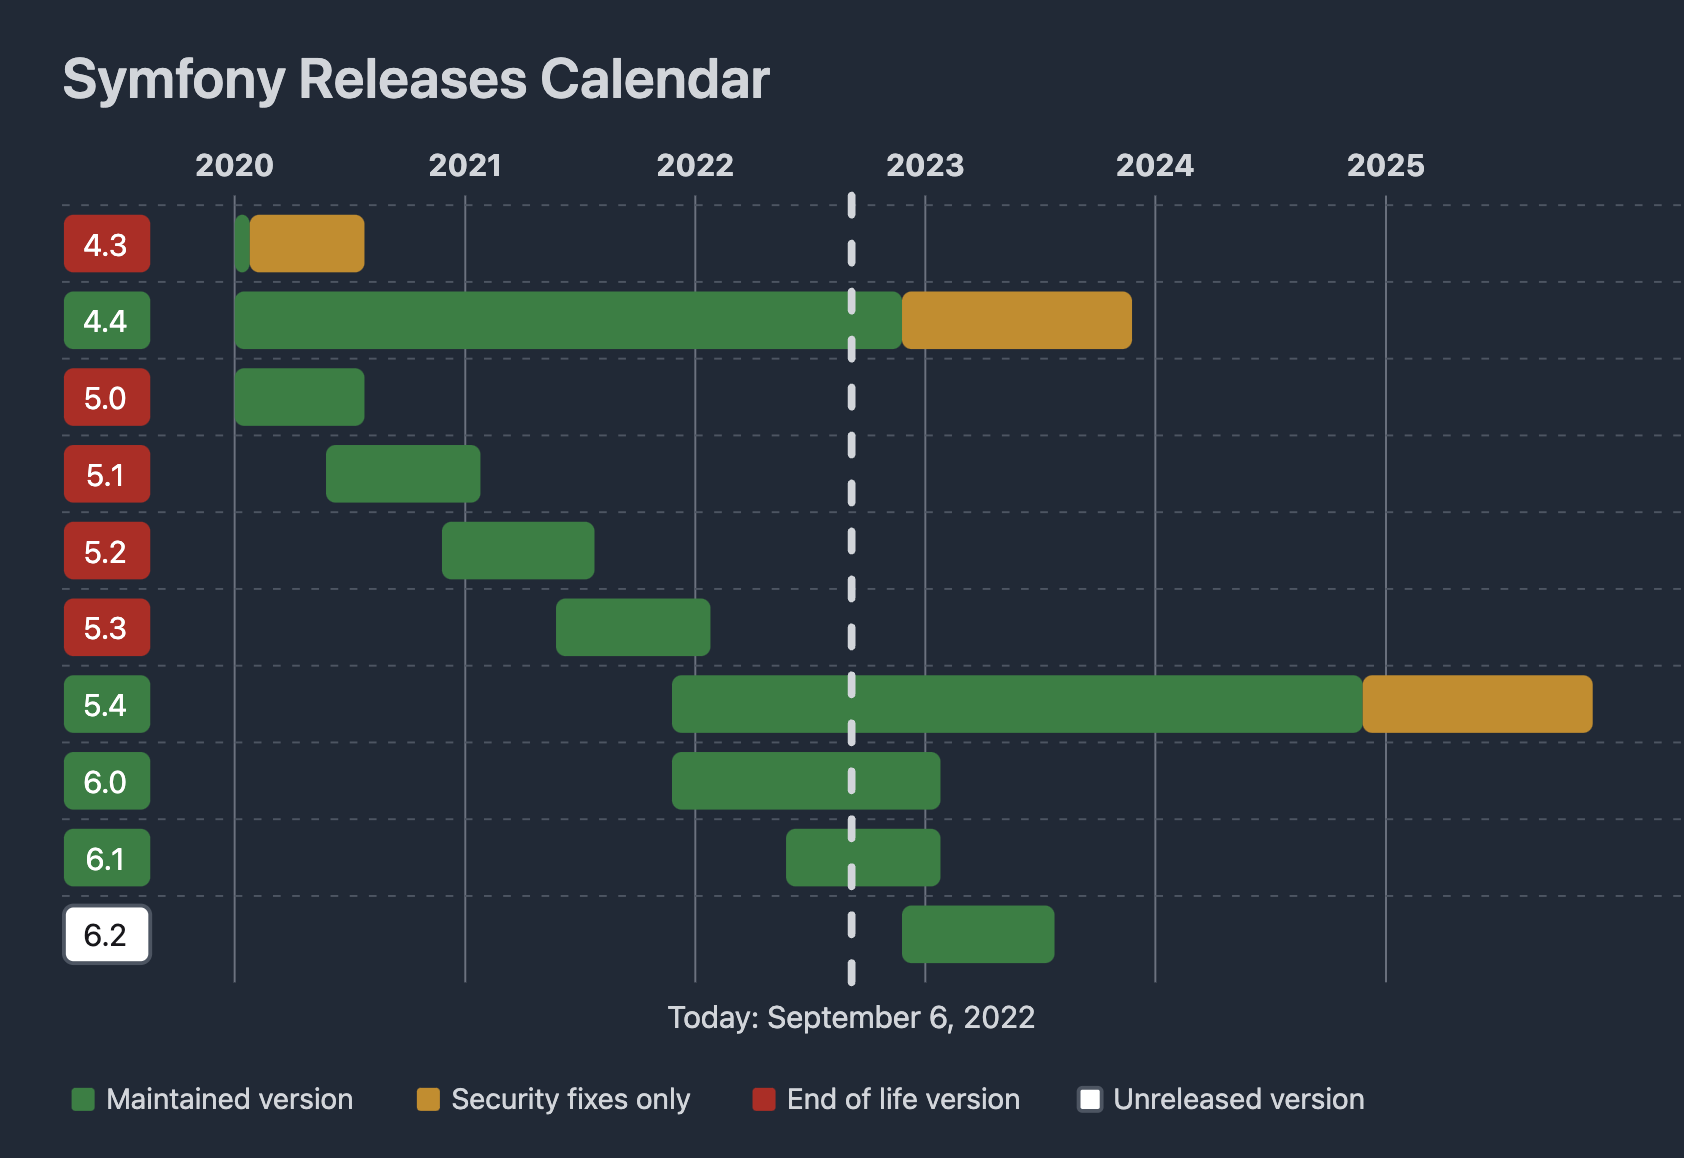 Symfony Releases Calendar
2020 2021 2022 2023 2024 2025
4.3
4.4
5.0
5.1
5.2
5.3
5.4
6.0
6.1
6.2
Today: September 6, 2022
Maintained version Security fixes only End of life version Unreleased version